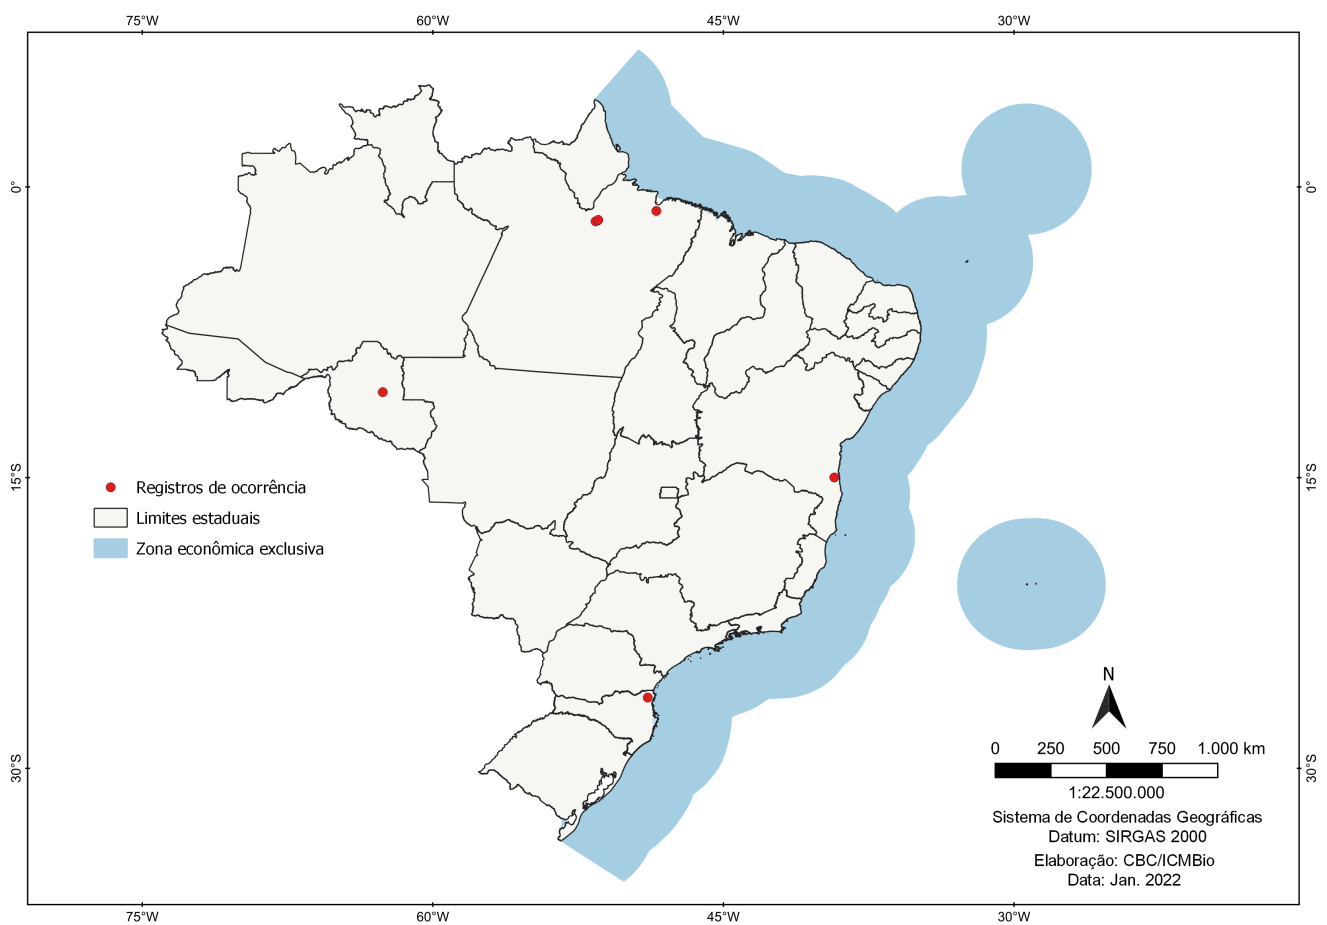 75°W 60°W 45°W 30°W
0° 0°
15°S 15°S
Registros de ocorrência
Limites estaduais
Zona econômica exclusiva
N
0 250 500 750 1.000 km
30°S 30°S
1:22.500.000
Sistema de Coordenadas Geográficas
Datum: SIRGAS 2000
Elaboração: CBC/ICMBio
Data: Jan. 2022
75°W 60°W 45°W 30°W